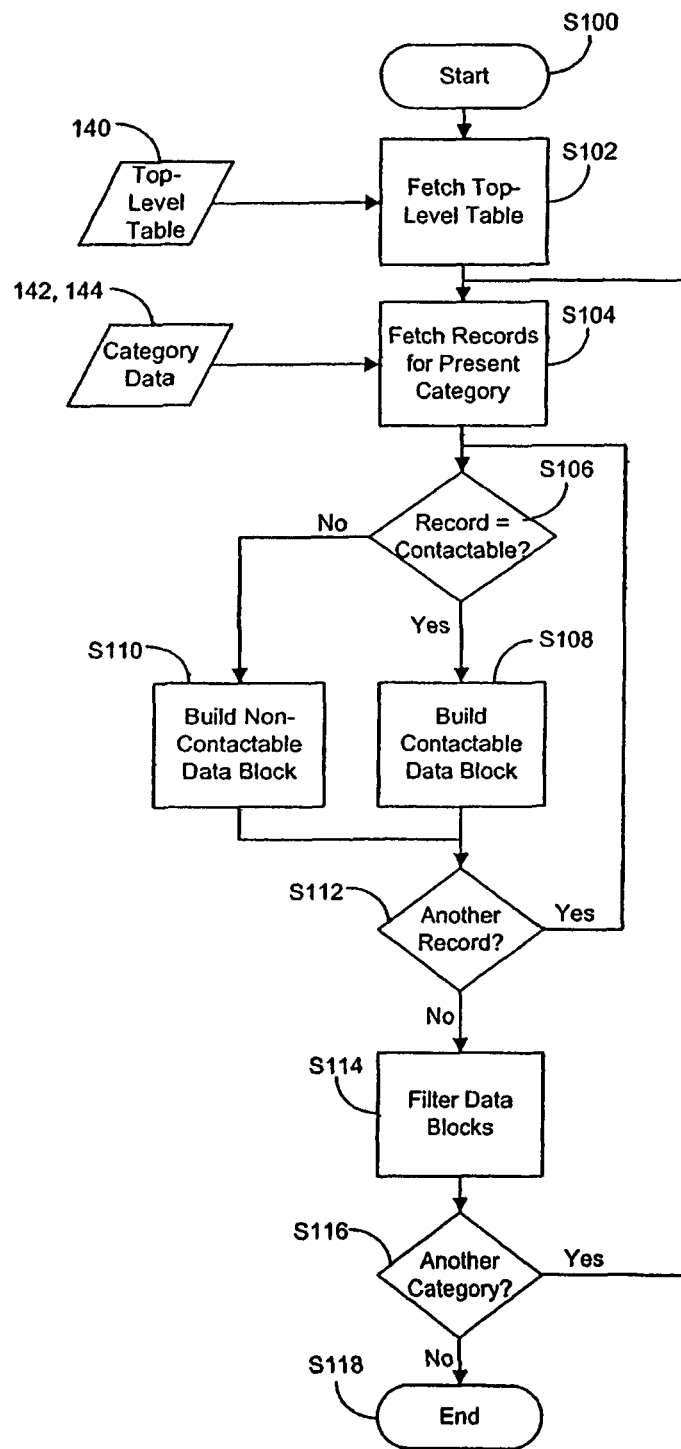 S100
Start
140
Top-
Level
Table
S102
Fetch Top-
Level Table
142, 144
Category
Data
S104
Fetch Records
for Present
Category
S106
Record =
Contactable?
No
Yes
S110
Build Non-
Contactable
Data Block
S108
Build
Contactable
Data Block
S112
Another
Record?
Yes
No
S114
Filter Data
Blocks
S116
Another
Category?
Yes
No
S118
End